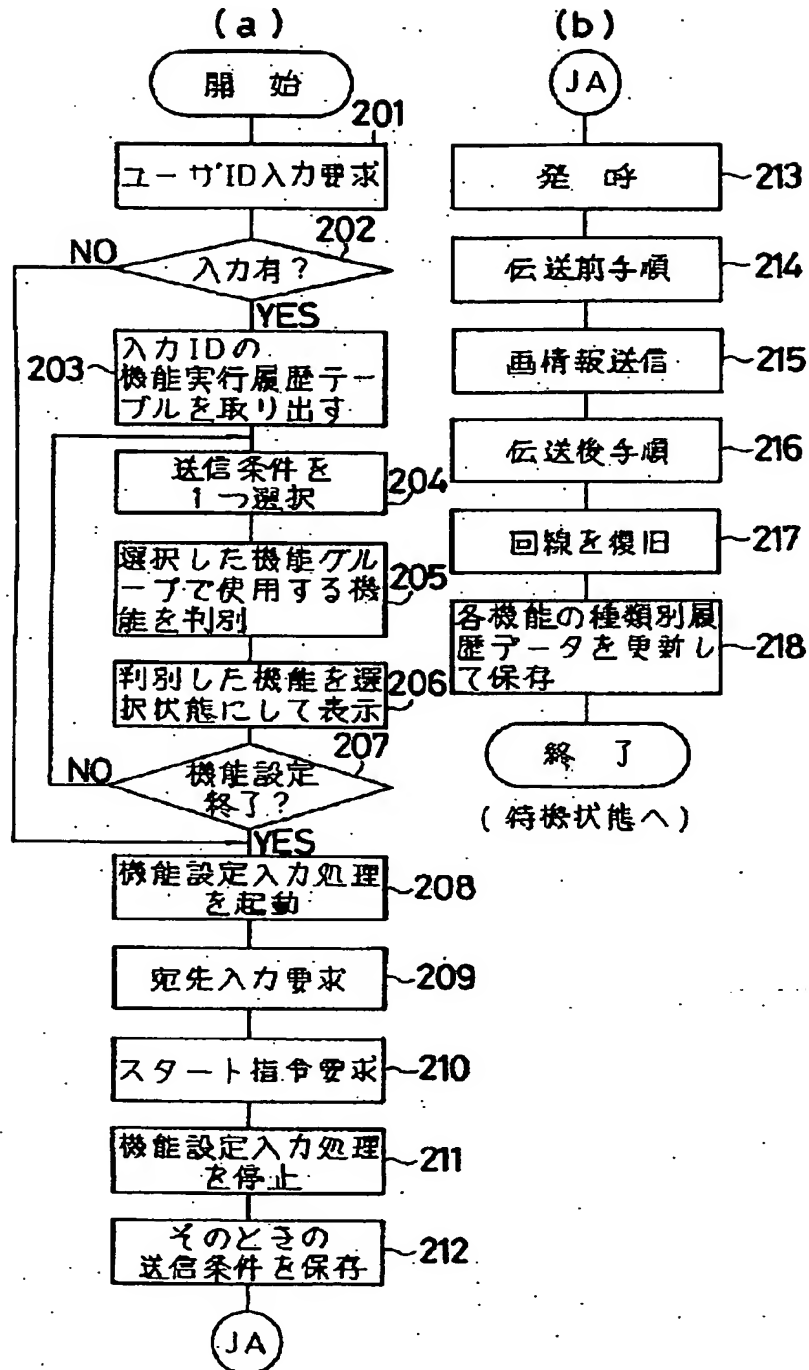 (a)
開始
201
ユーザID入力要求
202
入力有?
NO
YES
203
入力IDの
機能実行履歴テー
ブルを取り出す
送信条件を
1つ選択
204
選択した機能グル
ープで使用する機
能を判別
205
判別した機能を選
択状態にして表示
206
207
機能設定
終了?
NO
YES
機能設定入力処理
を起動
208
宛先入力要求
209
スタート指令要求
210
機能設定入力処理
を停止
211
そのときの
送信条件を保存
212
JA
(b)
JA
発呼
213
伝送前手順
214
画情報送信
215
伝送後手順
216
回線を復旧
217
各機能の種類別履
歴データを更新し
て保存
218
終了
(待機状態へ)